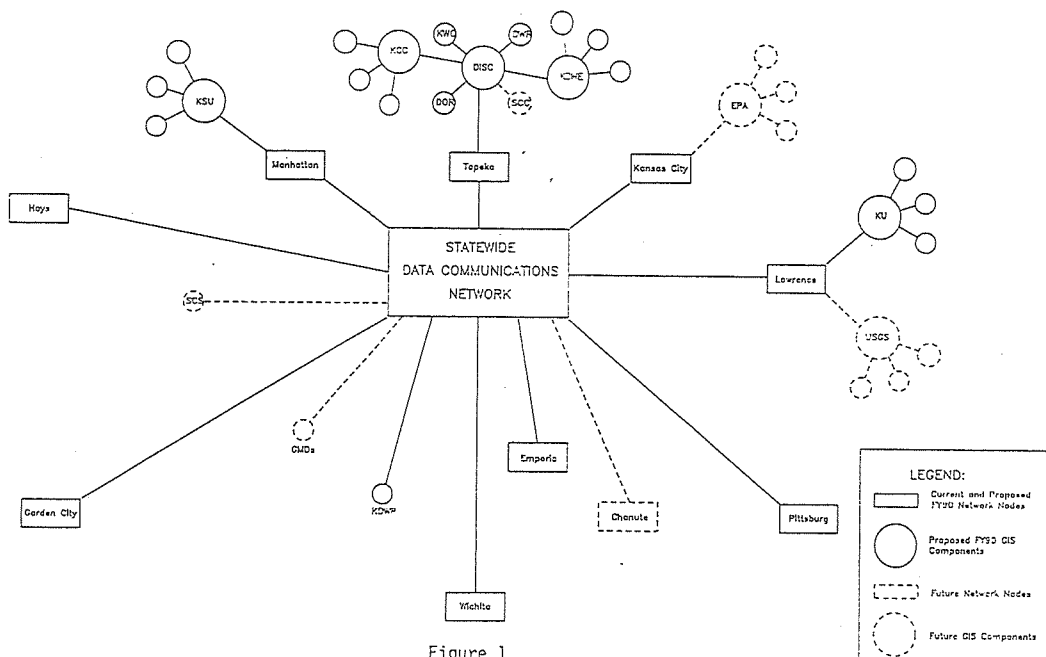 KWO
DWR
KCC
DISC
KDHE
DOR
SCC
KSU
EPA
Manhattan
Topeka
Kansas City
Hays
KU
STATEWIDE
DATA COMMUNICATIONS
NETWORK
Lawrence
SCS
USGS
GMDs
Emporia
KDWP
Garden City
Chanute
Pittsburg
Wichita
LEGEND:
Current and Proposed
FY90 Network Nodes
Proposed FY90 GIS
Components
Future Network Nodes
Future GIS Components
Figure 1